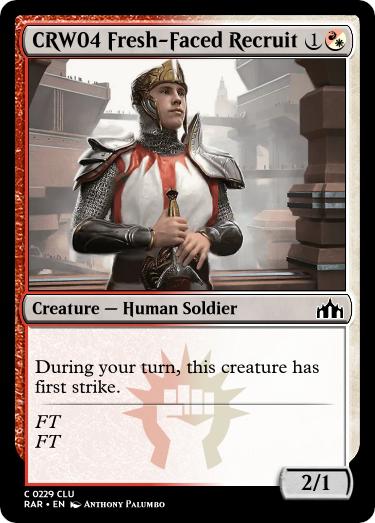 CRW04 Fresh-Faced Recruit 1
Creature — Human Soldier
During your turn, this creature has
first strike.
FT
FT
2/1
C 0229 CLU
RAR • EN Anthony Palumbo